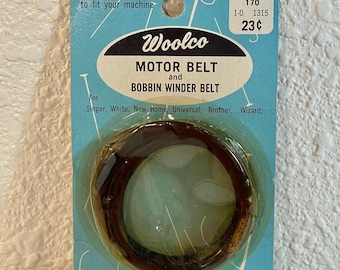 to fit your machine
170
1-0 1315
23¢
Woolco
MOTOR BELT
and
BOBBIN WINDER BELT
For
Singer, White, New Home, Universal, Brother, Wizard.